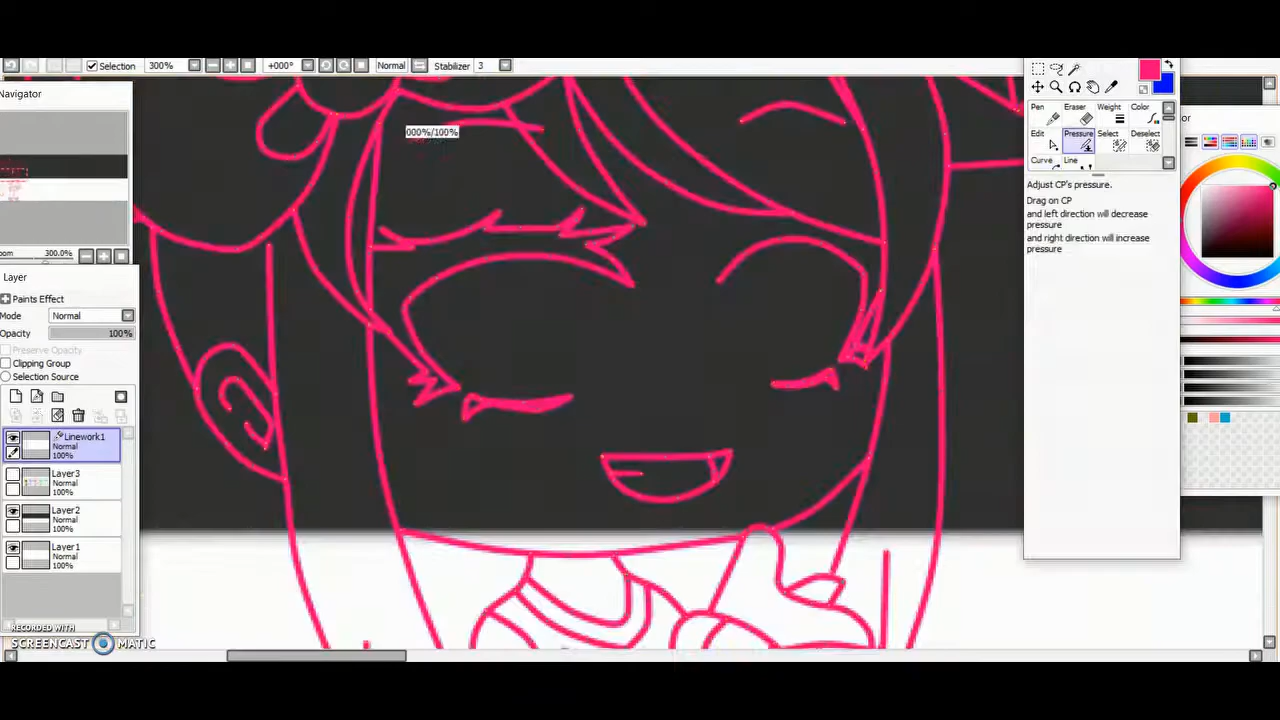 Selection 300% +000° Normal Stabilizer 3
Navigator
300.0%
Layer
Paints Effect
Mode Normal
Opacity 100%
Preserve Opacity
Clipping Group
Selection Source
Linework1
Normal
100%
Layer3
Normal
100%
Layer2
Normal
100%
Layer1
Normal
100%
RECORDED WITH
SCREENCAST MATIC
000%/100%
Pen Eraser Weight Color
Edit Pressure Select Deselect
Curve Line
Adjust CP's pressure.
Drag on CP
and left direction will decrease
pressure
and right direction will increase
pressure